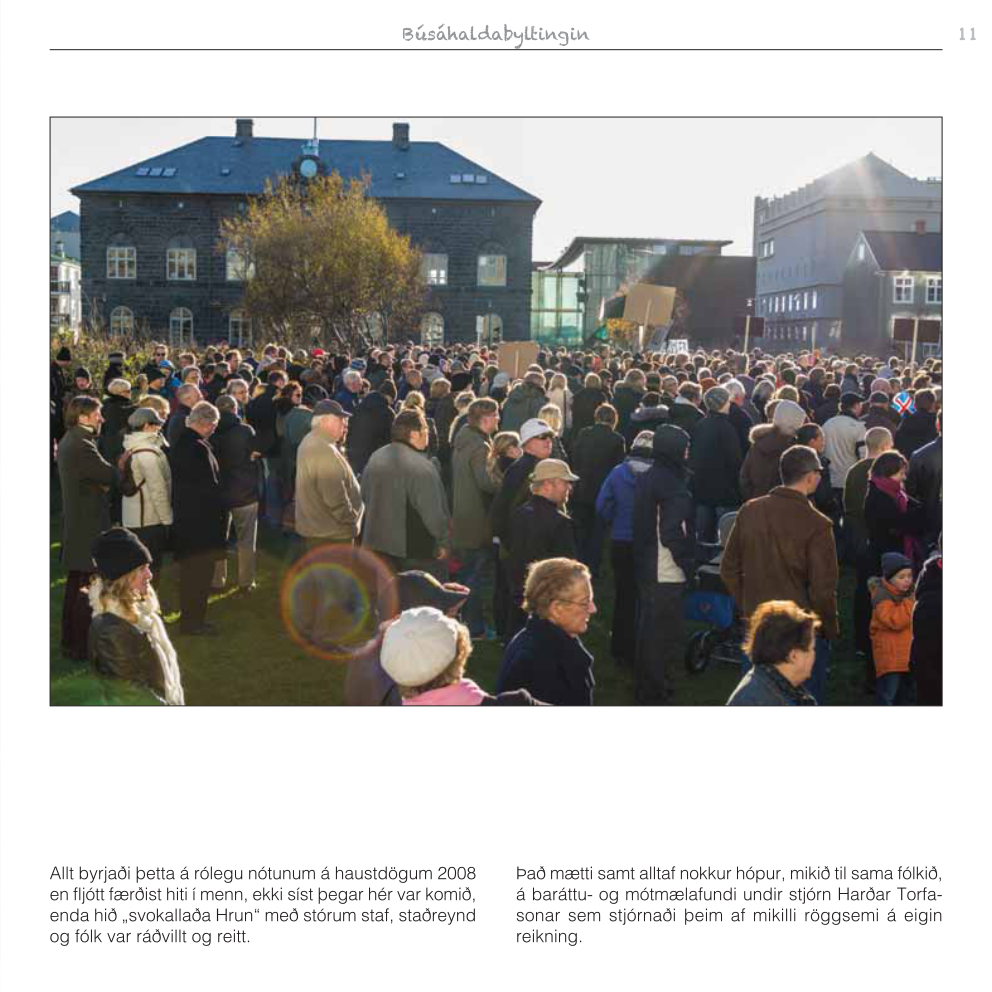 Búsáhaldabyltingin
11
Allt byrjaði þetta á rólegu nótunum á haustdögum 2008
en fljótt færðist hiti í menn, ekki síst þegar hér var komið,
enda hið „svokallaða Hrun“ með stórum staf, staðreynd
og fólk var ráðvillt og reitt.
Það mætti samt alltaf nokkur hópur, mikið til sama fólkið,
á baráttu- og mótmælafundi undir stjórn Harðar Torfa-
sonar sem stjórnaði þeim af mikilli röggsemi á eigin
reikning.